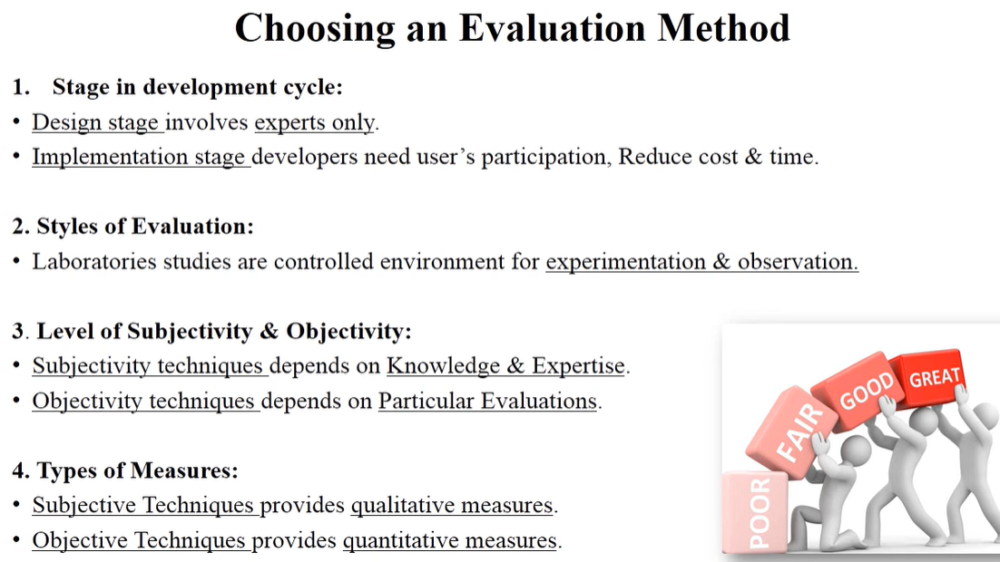 Choosing an Evaluation Method
1. Stage in development cycle:
• Design stage involves experts only.
• Implementation stage developers need user’s participation, Reduce cost & time.
2. Styles of Evaluation:
• Laboratories studies are controlled environment for experimentation & observation.
3. Level of Subjectivity & Objectivity:
• Subjectivity techniques depends on Knowledge & Expertise.
• Objectivity techniques depends on Particular Evaluations.
4. Types of Measures:
• Subjective Techniques provides qualitative measures.
• Objective Techniques provides quantitative measures.
POOR
FAIR
GOOD
GREAT